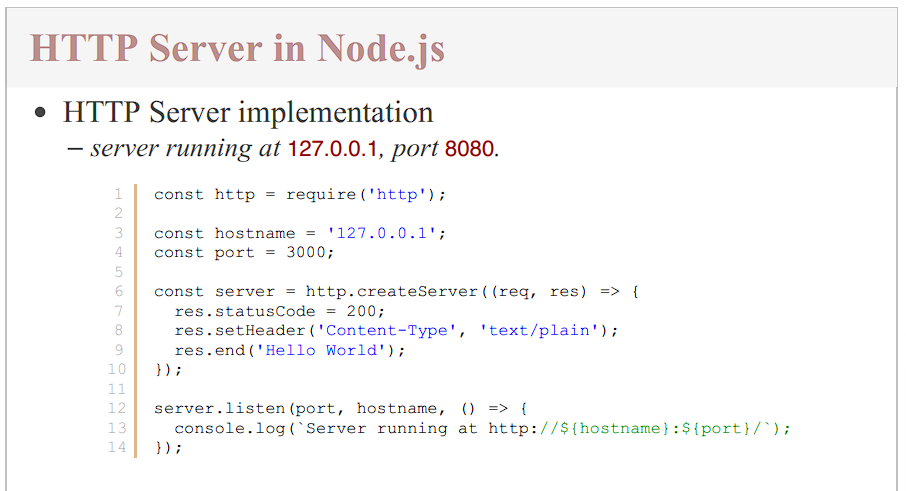 HTTP Server in Node.js
• HTTP Server implementation
– server running at 127.0.0.1, port 8080.
1 const http = require('http');
2
3 const hostname = '127.0.0.1';
4 const port = 3000;
5
6 const server = http.createServer((req, res) => {
7   res.statusCode = 200;
8   res.setHeader('Content-Type', 'text/plain');
9   res.end('Hello World');
10 });
11
12 server.listen(port, hostname, () => {
13   console.log(`Server running at http://${hostname}:${port}/`);
14 });